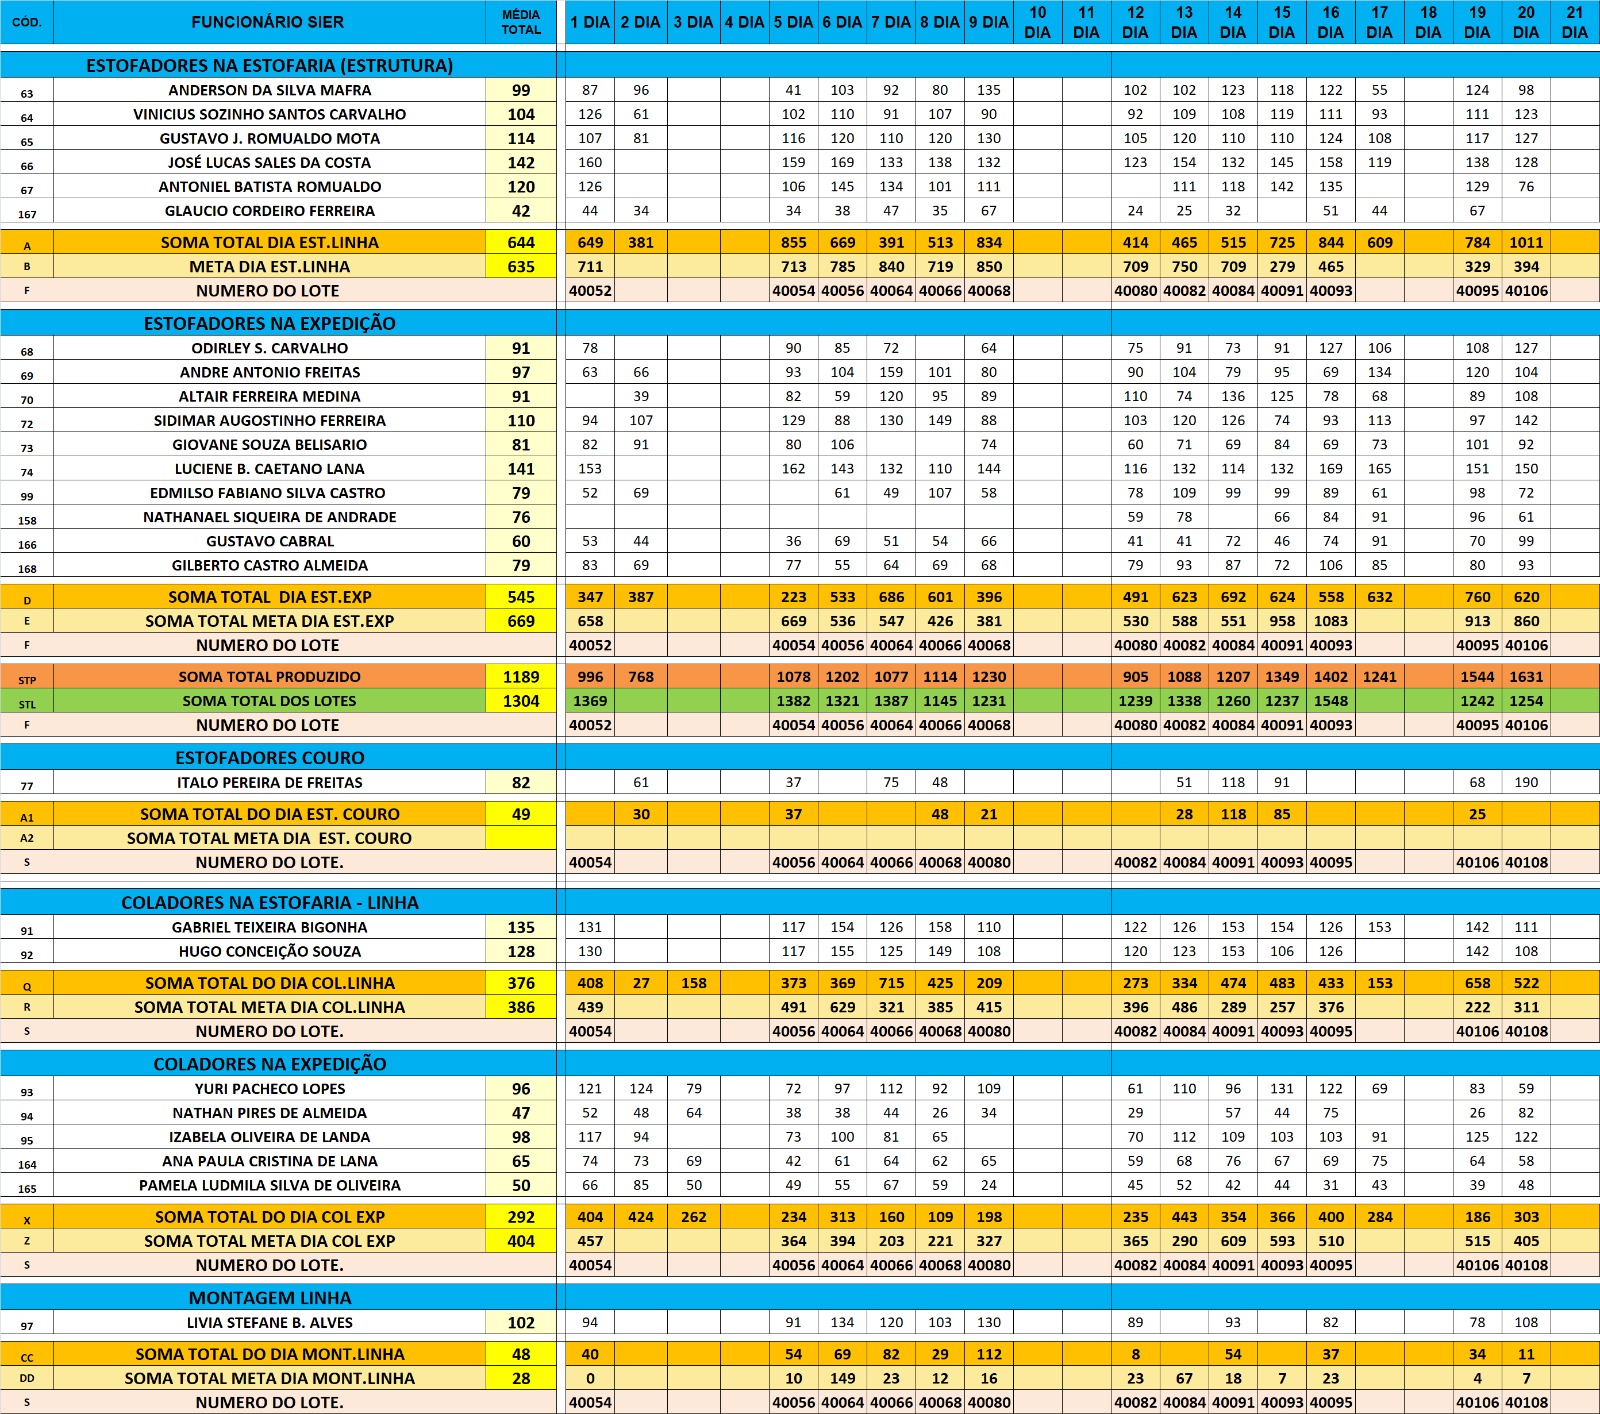 CÓD. FUNCIONÁRIO SIER MÉDIA TOTAL 1 DIA 2 DIA 3 DIA 4 DIA 5 DIA 6 DIA 7 DIA 8 DIA 9 DIA 10 DIA 11 DIA 12 DIA 13 DIA 14 DIA 15 DIA 16 DIA 17 DIA 18 DIA 19 DIA 20 DIA 21 DIA
ESTOFADORES NA ESTOFARIA (ESTRUTURA)
63 ANDERSON DA SILVA MAFRA 99 87 96 41 103 92 80 135 102 102 123 118 122 55 124 98
64 VINICIUS SOZINHO SANTOS CARVALHO 104 126 61 102 110 91 107 90 92 109 108 119 111 93 111 123
65 GUSTAVO J. ROMUALDO MOTA 114 107 81 116 120 110 120 130 105 120 110 110 124 108 117 127
66 JOSÉ LUCAS SALES DA COSTA 142 160 159 169 133 138 132 123 154 132 145 158 119 138 128
67 ANTONIEL BATISTA ROMUALDO 120 126 106 145 134 101 111 111 118 142 135 129 76
167 GLAUCIO CORDEIRO FERREIRA 42 44 34 34 38 47 35 67 24 25 32 51 44 67
A SOMA TOTAL DIA EST.LINHA 644 649 381 855 669 391 513 834 414 465 515 725 844 609 784 1011
B META DIA EST.LINHA 635 711 713 785 840 719 850 709 750 709 279 465 329 394
F NUMERO DO LOTE 40052 40054 40056 40064 40066 40068 40080 40082 40084 40091 40093 40095 40106
ESTOFADORES NA EXPEDIÇÃO
68 ODIRLEY S. CARVALHO 91 78 90 85 72 64 75 91 73 91 127 106 108 127
69 ANDRE ANTONIO FREITAS 97 63 66 93 104 159 101 80 90 104 79 95 69 134 120 104
70 ALTAIR FERREIRA MEDINA 91 39 82 59 120 95 89 110 74 136 125 78 68 89 108
72 SIDIMAR AUGOSTINHO FERREIRA 110 94 107 129 88 130 149 88 103 120 126 74 93 113 97 142
73 GIOVANE SOUZA BELISARIO 81 82 91 80 106 74 60 71 69 84 69 73 101 92
74 LUCIENE B. CAETANO LANA 141 153 162 143 132 110 144 116 132 114 132 169 165 151 150
99 EDMILSO FABIANO SILVA CASTRO 79 52 69 61 49 107 58 78 109 99 99 89 61 98 72
158 NATHANAEL SIQUEIRA DE ANDRADE 76 59 78 66 84 91 96 61
166 GUSTAVO CABRAL 60 53 44 36 69 51 54 66 41 41 72 46 74 91 70 99
168 GILBERTO CASTRO ALMEIDA 79 83 69 77 55 64 69 68 79 93 87 72 106 85 80 93
D SOMA TOTAL DIA EST.EXP 545 347 387 223 533 686 601 396 491 623 692 624 558 632 760 620
E SOMA TOTAL META DIA EST.EXP 669 658 669 536 547 426 381 530 588 551 958 1083 913 860
F NUMERO DO LOTE 40052 40054 40056 40064 40066 40068 40080 40082 40084 40091 40093 40095 40106
STP SOMA TOTAL PRODUZIDO 1189 996 768 1078 1202 1077 1114 1230 905 1088 1207 1349 1402 1241 1544 1631
STL SOMA TOTAL DOS LOTES 1304 1369 1382 1321 1387 1145 1231 1239 1338 1260 1237 1548 1242 1254
F NUMERO DO LOTE 40052 40054 40056 40064 40066 40068 40080 40082 40084 40091 40093 40095 40106
ESTOFADORES COURO
77 ITALO PEREIRA DE FREITAS 82 61 37 75 48 51 118 91 68 190
A1 SOMA TOTAL DO DIA EST. COURO 49 30 37 48 21 28 118 85 25
A2 SOMA TOTAL META DIA EST. COURO
S NUMERO DO LOTE. 40054 40056 40064 40066 40068 40080 40082 40084 40091 40093 40095 40106 40108
COLADORES NA ESTOFARIA - LINHA
91 GABRIEL TEIXEIRA BIGONHA 135 131 117 154 126 158 110 122 126 153 154 126 153 142 111
92 HUGO CONCEIÇÃO SOUZA 128 130 117 155 125 149 108 120 123 153 106 126 142 108
Q SOMA TOTAL DO DIA COL.LINHA 376 408 27 158 373 369 715 425 209 273 334 474 483 433 153 658 522
R SOMA TOTAL META DIA COL.LINHA 386 439 491 629 321 385 415 396 486 289 257 376 222 311
S NUMERO DO LOTE. 40054 40056 40064 40066 40068 40080 40082 40084 40091 40093 40095 40106 40108
COLADORES NA EXPEDIÇÃO
93 YURI PACHECO LOPES 96 121 124 79 72 97 112 92 109 61 110 96 131 122 69 83 59
94 NATHAN PIRES DE ALMEIDA 47 52 48 64 38 38 44 26 34 29 57 44 75 26 82
95 IZABELA OLIVEIRA DE LANDA 98 117 94 73 100 81 65 70 112 109 103 103 91 125 122
164 ANA PAULA CRISTINA DE LANA 65 74 73 69 42 61 64 62 65 59 68 76 67 69 75 64 58
165 PAMELA LUDMILA SILVA DE OLIVEIRA 50 66 85 50 49 55 67 59 24 45 52 42 44 31 43 39 48
X SOMA TOTAL DO DIA COL EXP 292 404 424 262 234 313 160 109 198 235 443 354 366 400 284 186 303
Z SOMA TOTAL META DIA COL EXP 404 457 364 394 203 221 327 365 290 609 593 510 515 405
S NUMERO DO LOTE. 40054 40056 40064 40066 40068 40080 40082 40084 40091 40093 40095 40106 40108
MONTAGEM LINHA
97 LIVIA STEFANE B. ALVES 102 94 91 134 120 103 130 89 93 82 78 108
CC SOMA TOTAL DO DIA MONT.LINHA 48 40 54 69 82 29 112 8 54 37 34 11
DD SOMA TOTAL META DIA MONT.LINHA 28 0 10 149 23 12 16 23 67 18 7 23 4 7
S NUMERO DO LOTE. 40054 40056 40064 40066 40068 40080 40082 40084 40091 40093 40095 40106 40108